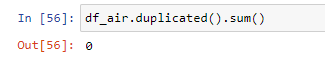 In [56]: df_air.duplicated().sum()
Out[56]: 0